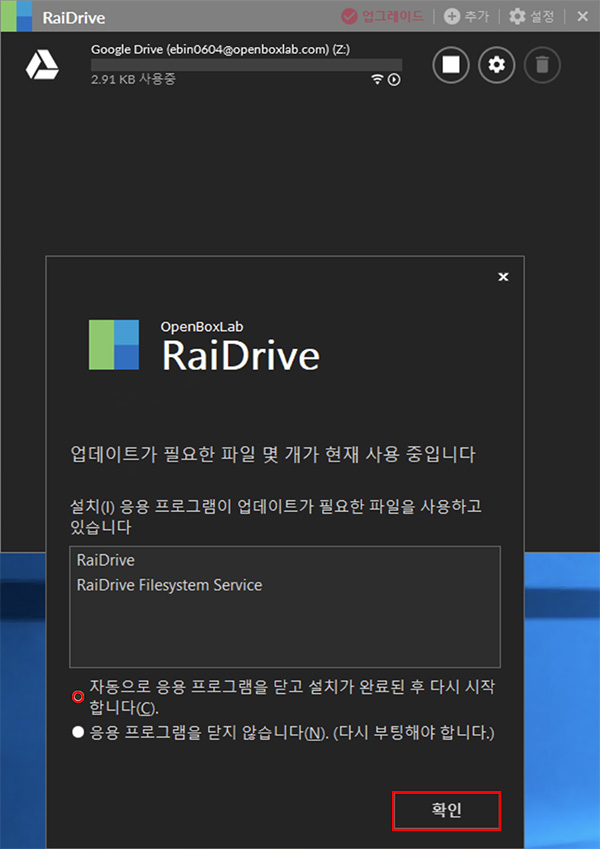 RaiDrive
업그레이드
추가
설정
Google Drive (ebin0604@openboxlab.com) (Z:)
2.91 KB 사용중
OpenBoxLab
RaiDrive
업데이트가 필요한 파일 몇 개가 현재 사용 중입니다
설치(I) 응용 프로그램이 업데이트가 필요한 파일을 사용하고
있습니다
RaiDrive
RaiDrive Filesystem Service
자동으로 응용 프로그램을 닫고 설치가 완료된 후 다시 시작
합니다(C).
응용 프로그램을 닫지 않습니다(N). (다시 부팅해야 합니다.)
확인